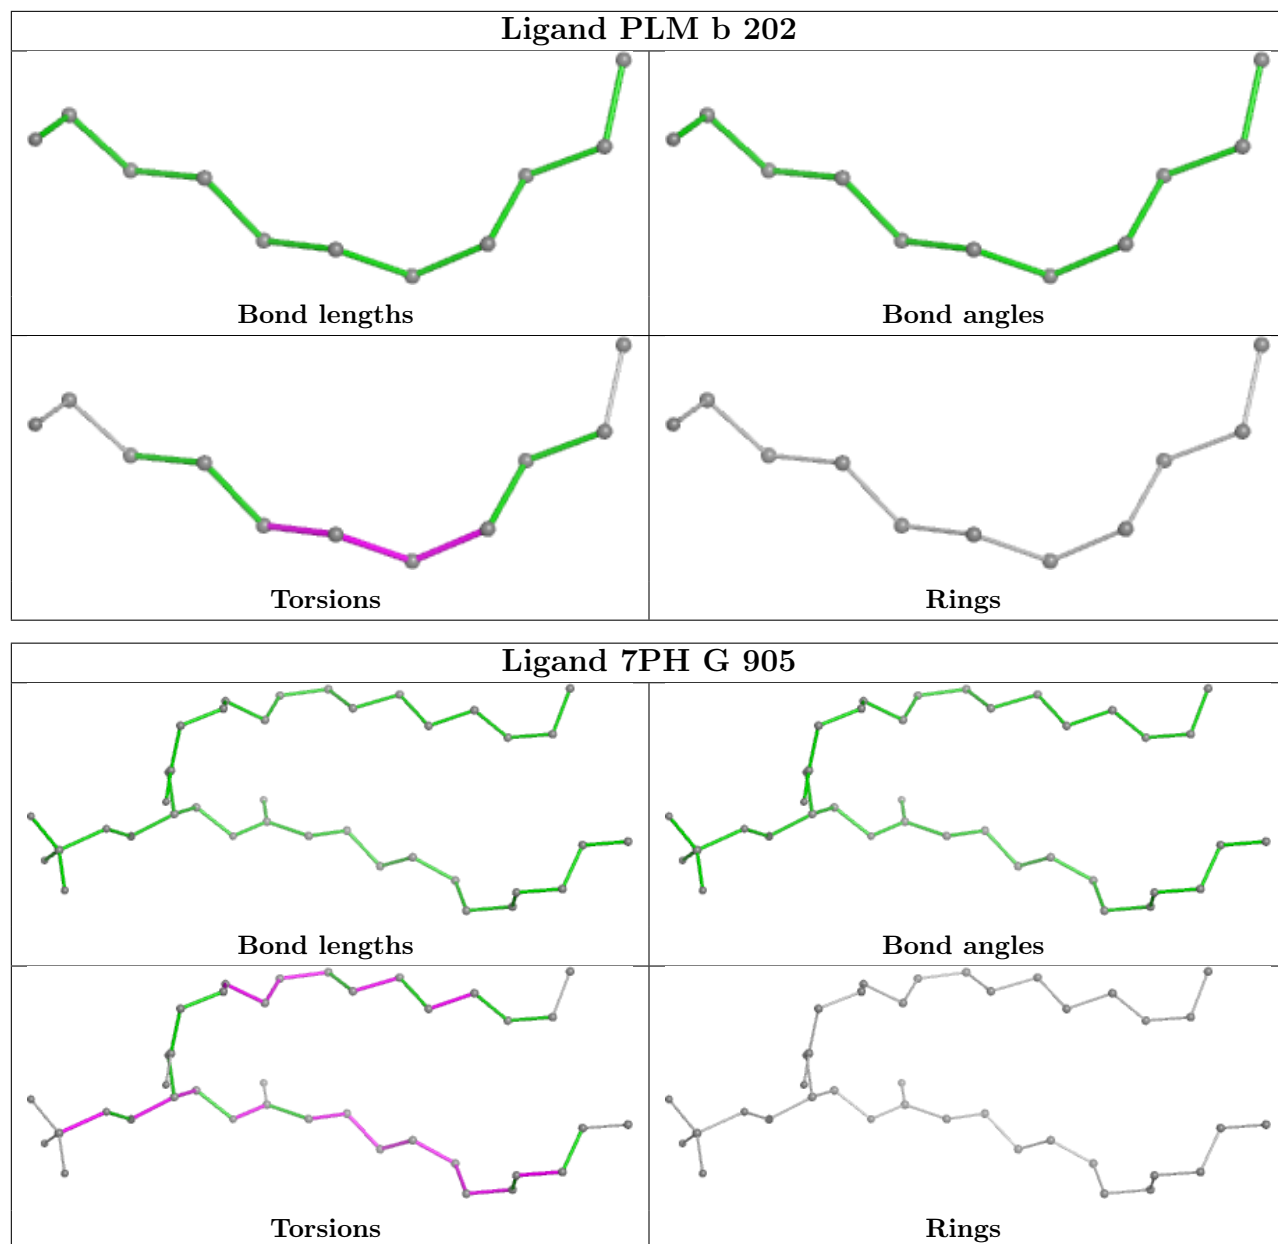 Ligand PLM b 202
Bond lengths
Bond angles
Torsions
Rings
Ligand 7PH G 905
Bond lengths
Bond angles
Torsions
Rings